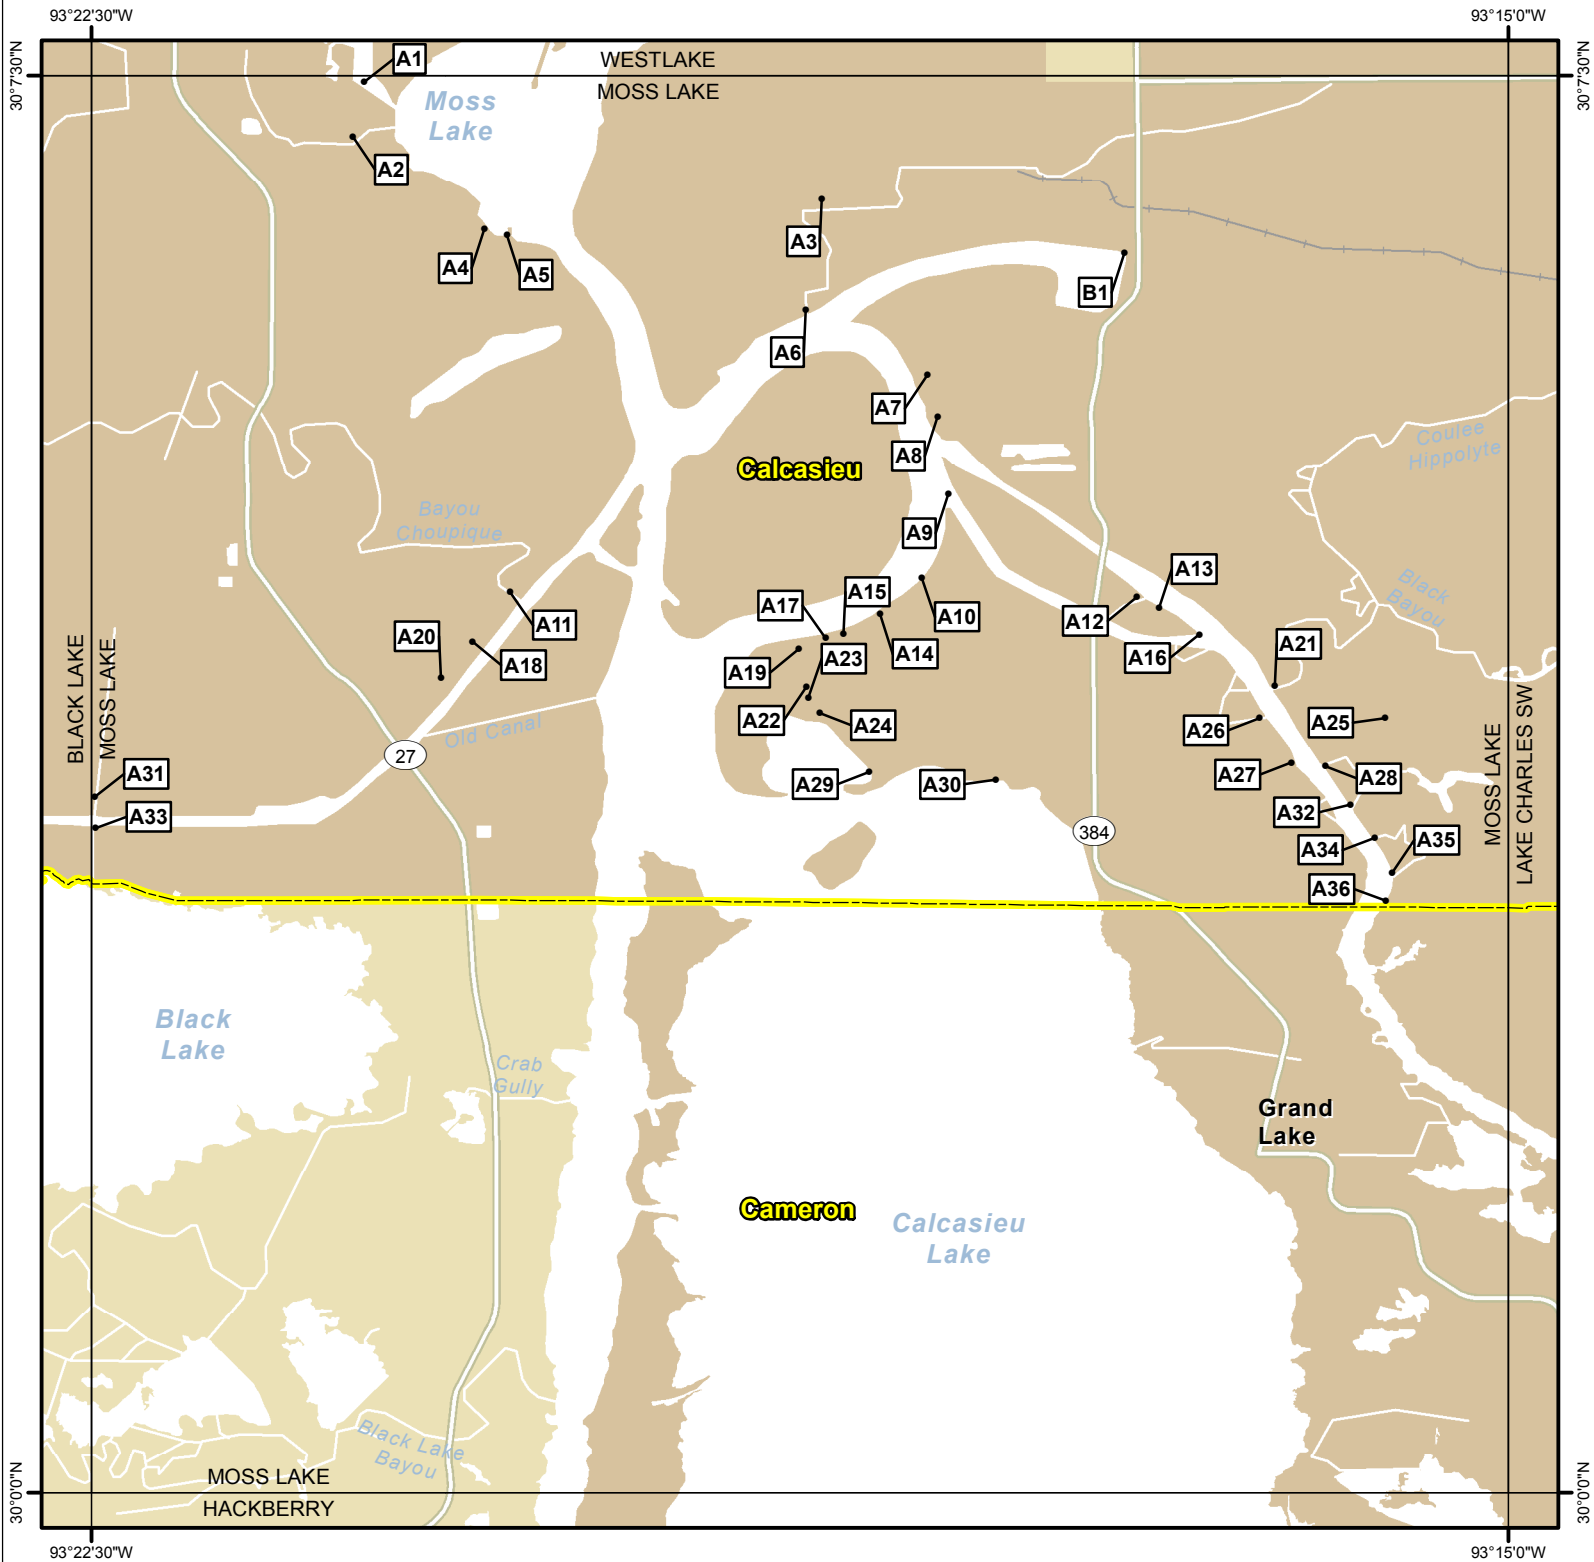 93°22'30"W
93°15'0"W
30°7'30"N
30°7'30"N
WESTLAKE
MOSS LAKE
A1
Moss
Lake
A2
A3
A4
A5
B1
A6
A7
A8
Calcasieu
Coulee
Hippolyte
Bayou
Choupique
A9
A13
Black
Bayou
A15
A17
A10
A11
A12
A20
A14
A23
A16
A21
A18
A19
BLACK LAKE
MOSS LAKE
A22
A24
Old Canal
A25
A26
MOSS LAKE
LAKE CHARLES SW
27
A31
A29
A30
A27
A28
A33
A32
384
A34
A35
A36
Black
Lake
Crab
Gully
Grand
Lake
Cameron
Calcasieu
Lake
Black Lake
Bayou
MOSS LAKE
HACKBERRY
30°0'0"N
30°0'0"N
93°22'30"W
93°15'0"W